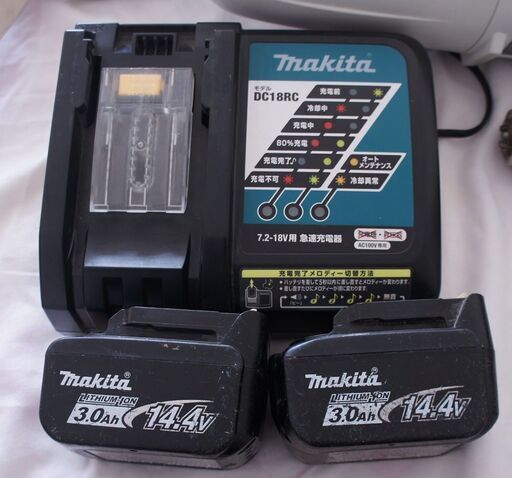 makita
モデル
DC18RC
充電前
冷却中
充電中
80%充電
充電完了♪
オート
メンテナンス
充電不可
冷却異常
7.2-18V用 急速充電器
AC100V専用
充電完了メロディー切替方法
makita
LITHIUM-ION
3.0Ah
14.4V
makita
LITHIUM-ION
3.0Ah
14.4V